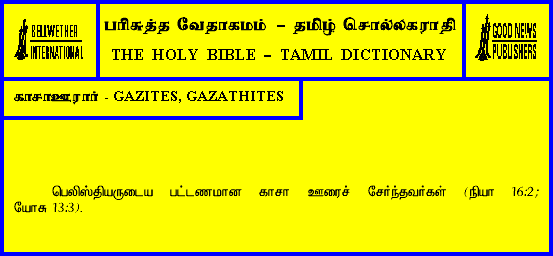 BELLWETHER
INTERNATIONAL
பரிசுத்த வேதாகமம் – தமிழ் சொல்லகராதி
THE HOLY BIBLE – TAMIL DICTIONARY
GOOD NEWS
PUBLISHERS
காசாஊரார் - GAZITES, GAZATHITES
பெலிஸ்தியருடைய பட்டணமான காசா ஊரைச் சேர்ந்தவர்கள் (நியா 16:2;
யோசு 13:3).